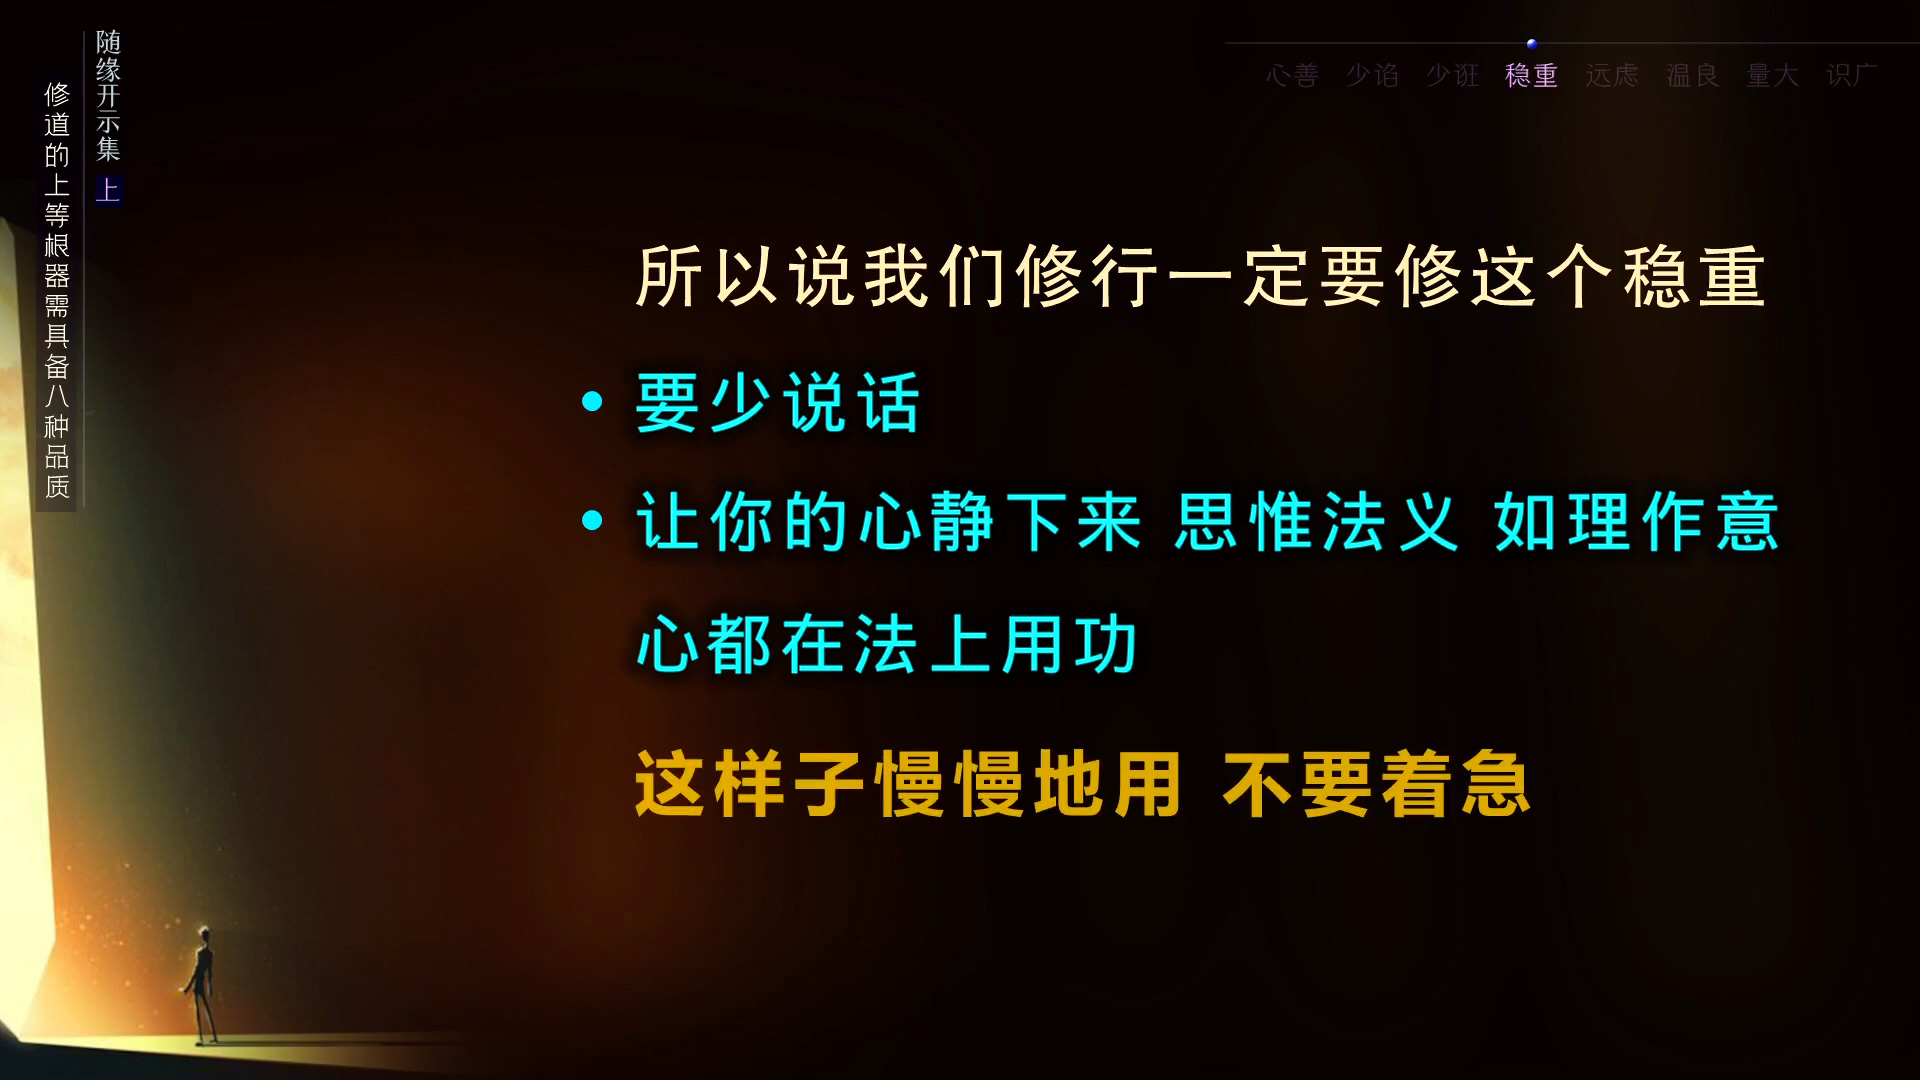 随缘开示集 上
修道的上等根器需具备八种品质
心善 少谄 少诳 稳重 远虑 温良 量大 识广
所以说我们修行一定要修这个稳重
• 要少说话
• 让你的心静下来 思惟法义 如理作意
心都在法上用功
这样子慢慢地用 不要着急